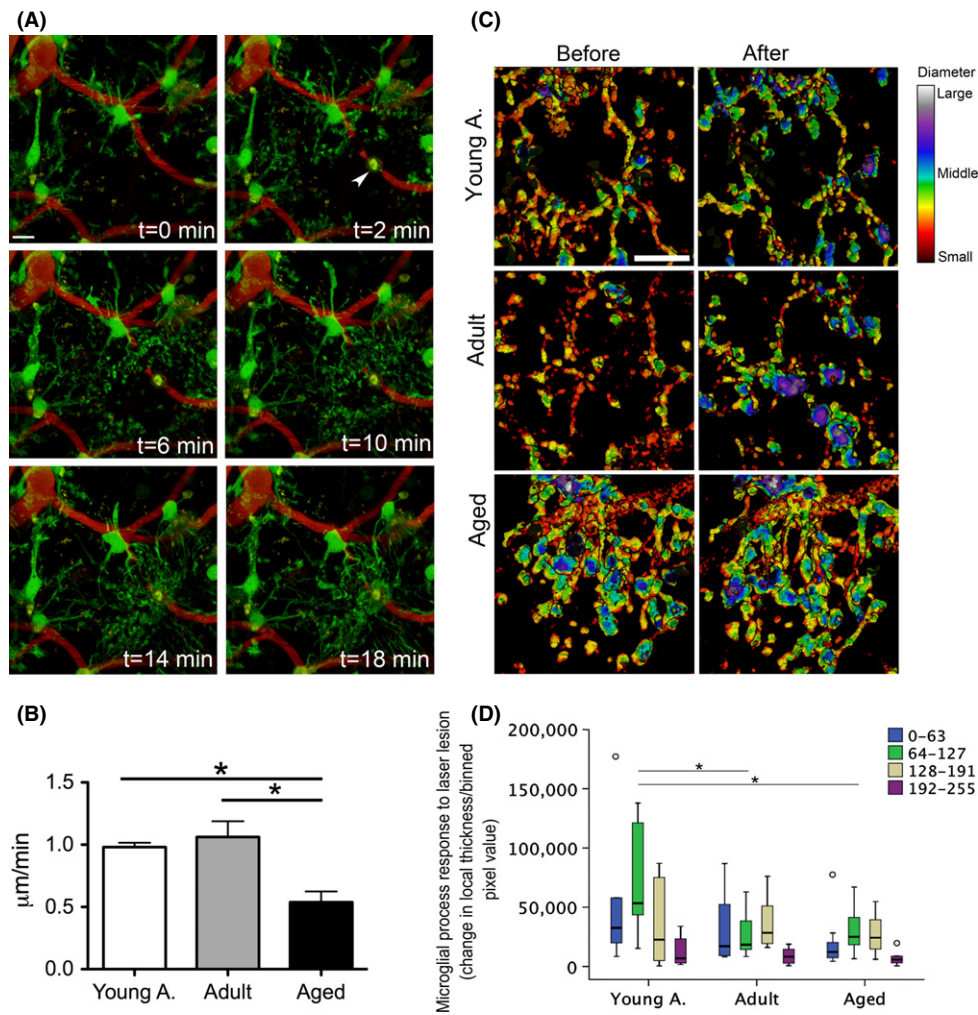 (A)
t=0 min
t=2 min
t=6 min
t=10 min
t=14 min
t=18 min
(C)
Before
After
Young A.
Adult
Aged
Diameter
Large
Middle
Small
(B)
*
*
μm/min
1.5
1.0
0.5
0.0
Young A.
Adult
Aged
(D)
Microglial process response to laser lesion
(change in local thickness/binned
pixel value)
200,000
150,000
100,000
50,000
0
*
*
0–63
64–127
128–191
192–255
Young A.
Adult
Aged